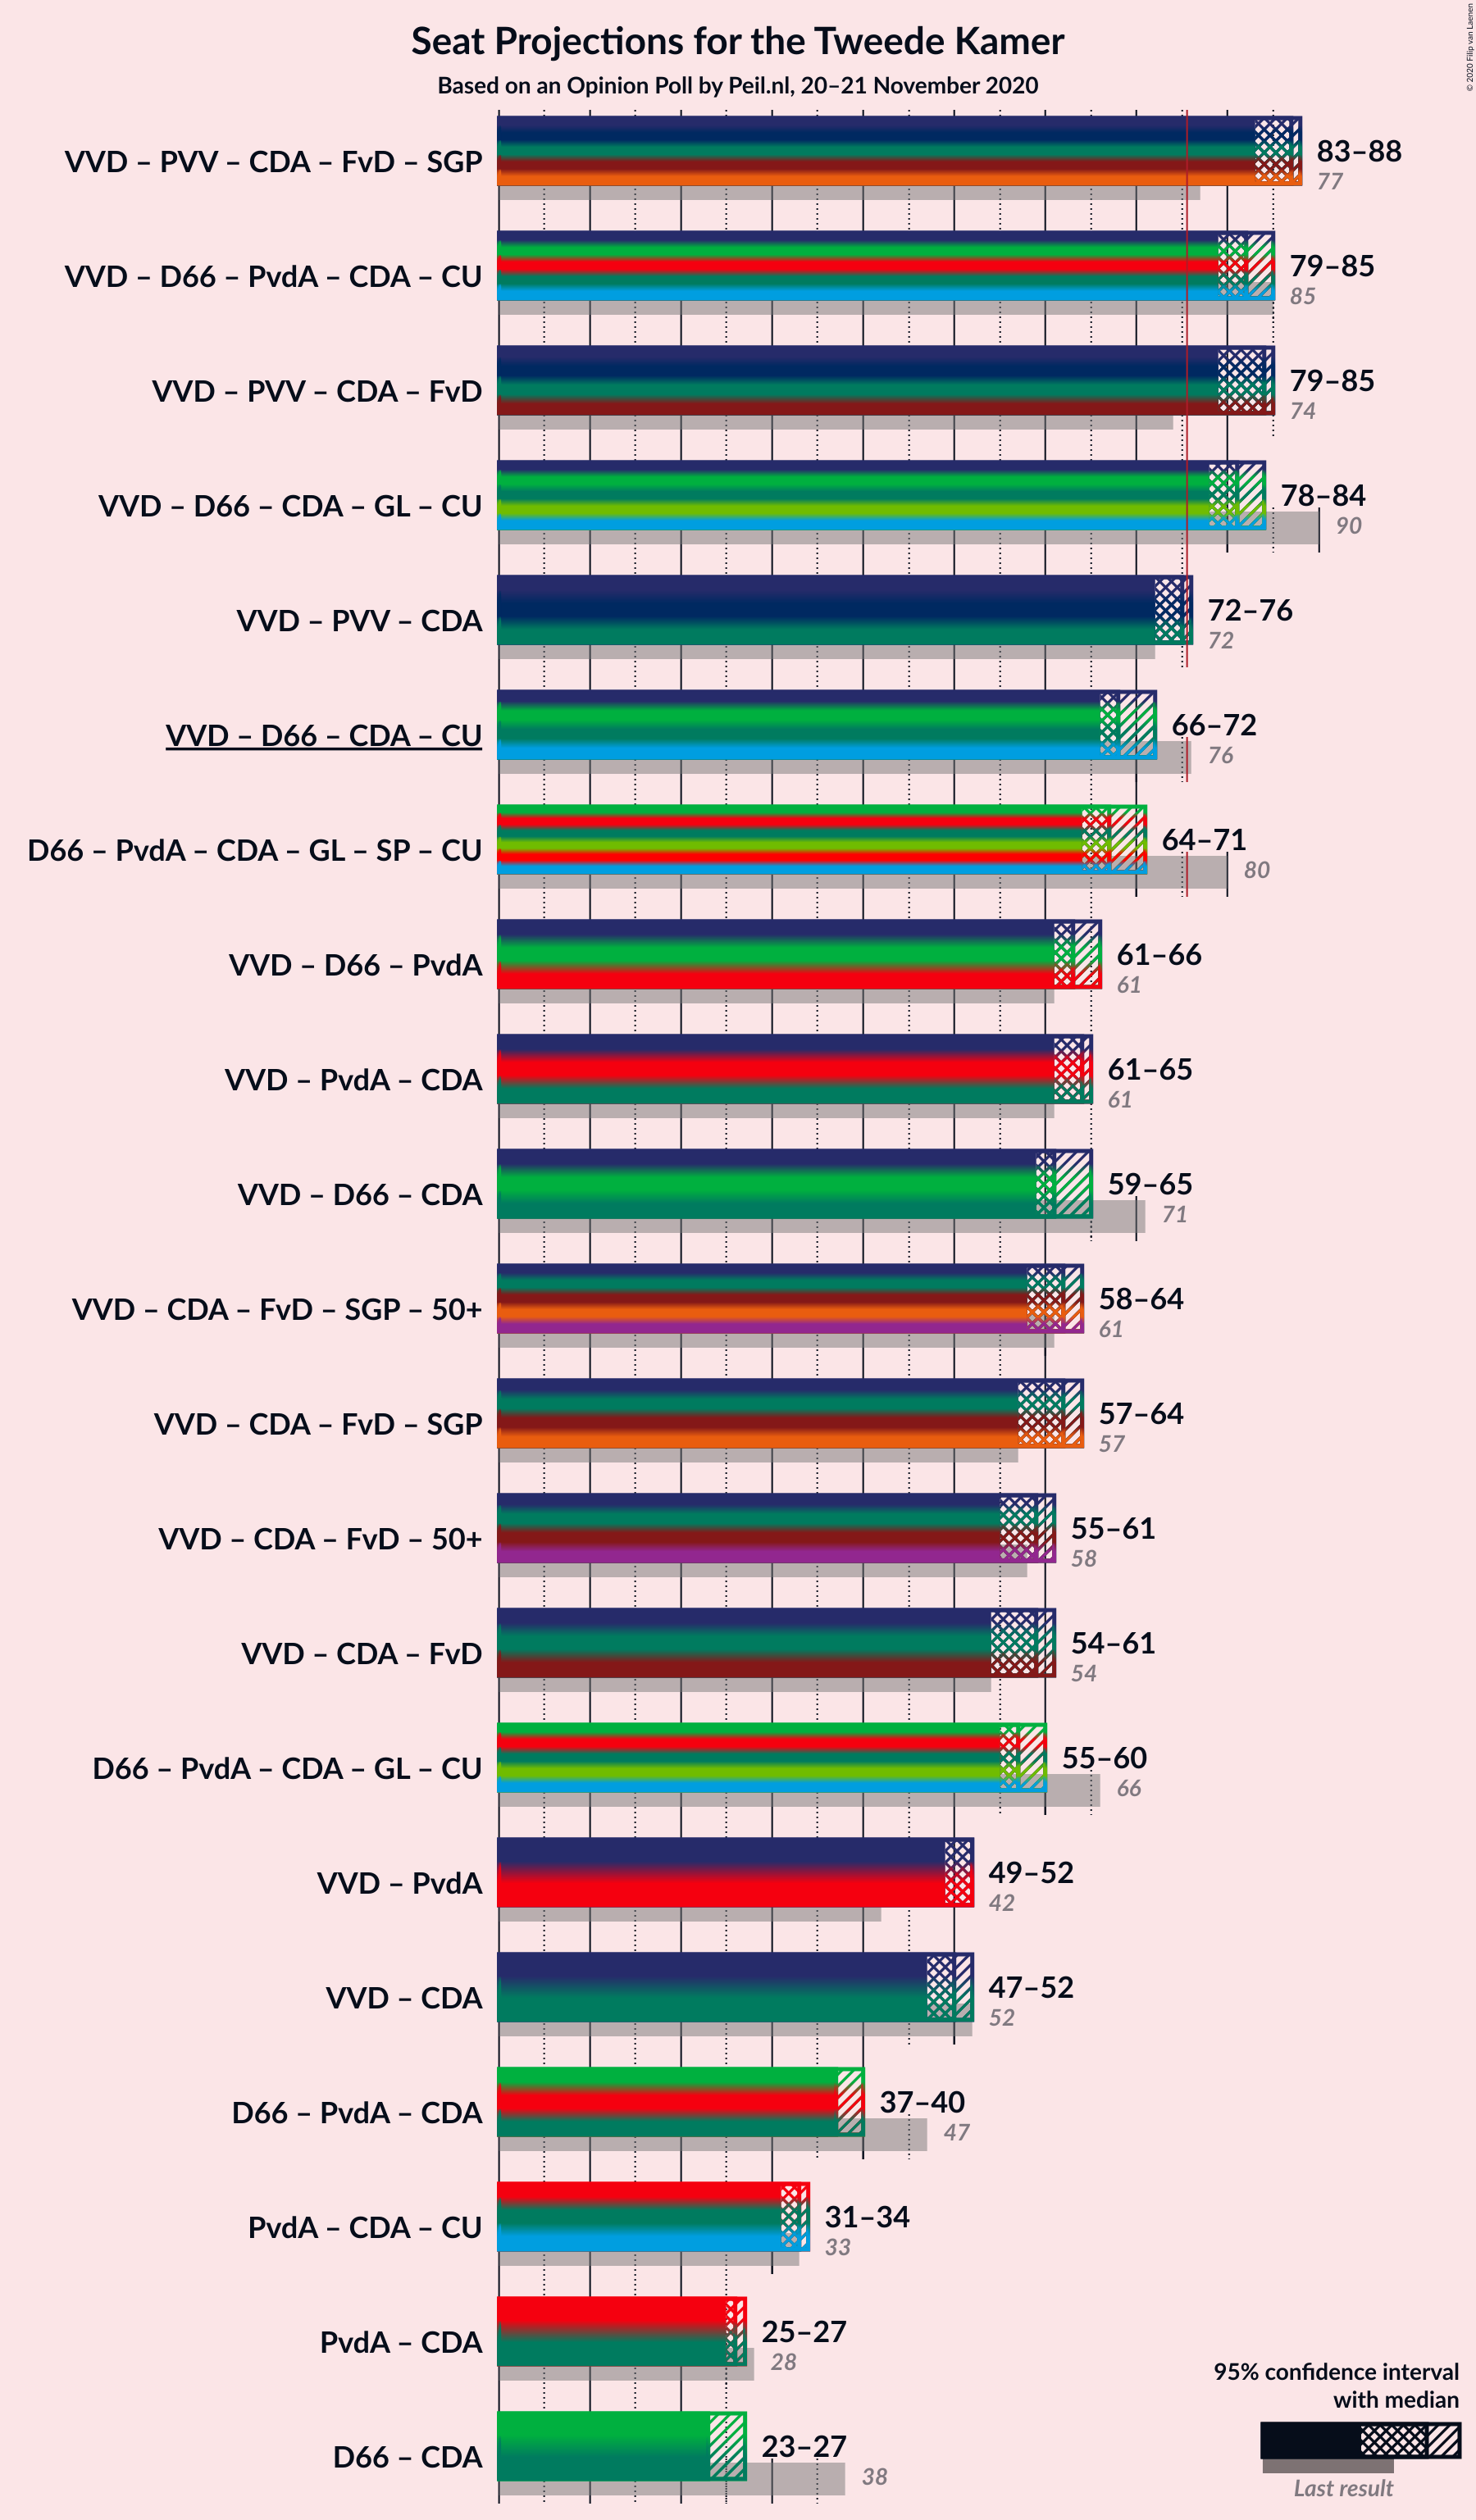 Seat Projections for the Tweede Kamer
Based on an Opinion Poll by Peil.nl, 20–21 November 2020
© 2020 Filip van Laenen
VVD – PVV – CDA – FvD – SGP
83–88
77
VVD – D66 – PvdA – CDA – CU
79–85
85
VVD – PVV – CDA – FvD
79–85
74
VVD – D66 – CDA – GL – CU
78–84
90
VVD – PVV – CDA
72–76
72
VVD – D66 – CDA – CU
66–72
76
D66 – PvdA – CDA – GL – SP – CU
64–71
80
VVD – D66 – PvdA
61–66
61
VVD – PvdA – CDA
61–65
61
VVD – D66 – CDA
59–65
71
VVD – CDA – FvD – SGP – 50+
58–64
61
VVD – CDA – FvD – SGP
57–64
57
VVD – CDA – FvD – 50+
55–61
58
VVD – CDA – FvD
54–61
54
D66 – PvdA – CDA – GL – CU
55–60
66
VVD – PvdA
49–52
42
VVD – CDA
47–52
52
D66 – PvdA – CDA
37–40
47
PvdA – CDA – CU
31–34
33
PvdA – CDA
25–27
28
D66 – CDA
23–27
38
95% confidence interval
with median
Last result